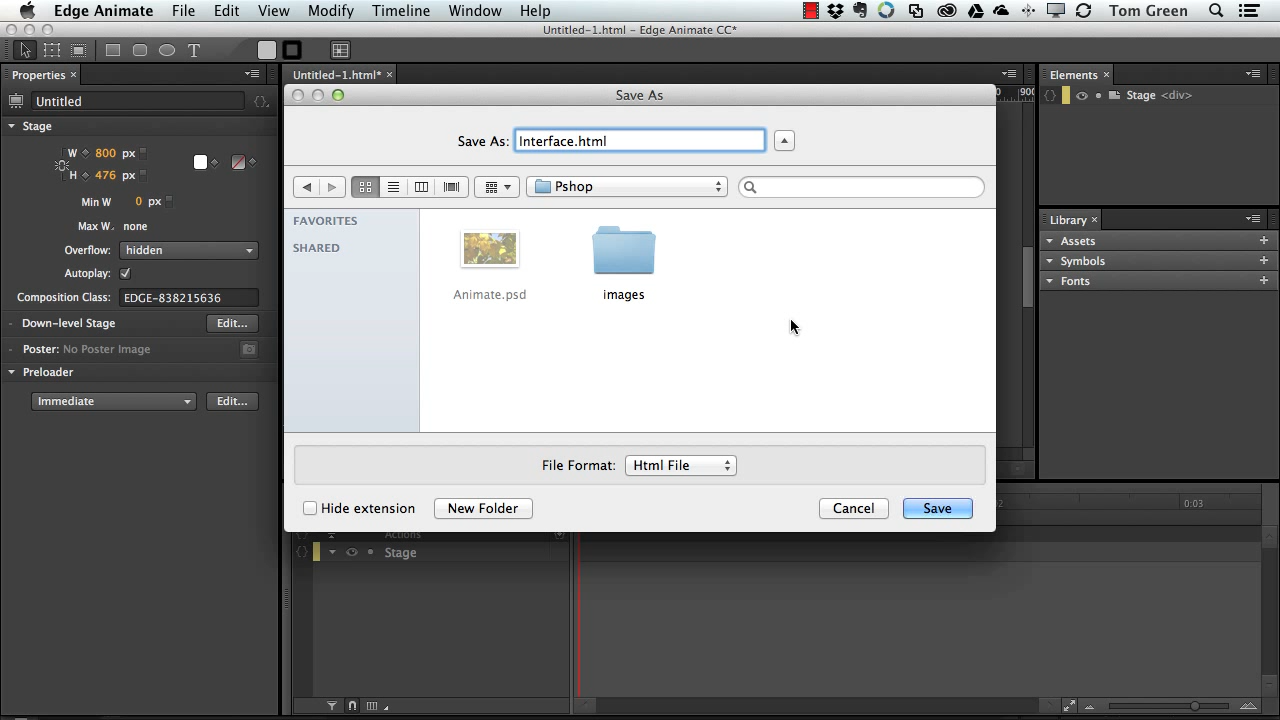 Edge Animate File Edit View Modify Timeline Window Help Tom Green
Untitled-1.html - Edge Animate CC*
T
Properties × Untitled-1.html* × Elements ×
Untitled
Stage <div>
Stage
W 800 px
H 476 px
Min W 0 px
Max W none
Overflow: hidden
Autoplay:
Composition Class: EDGE-838215636
Down-level Stage Edit...
Poster: No Poster Image
Preloader
Immediate Edit...
900
Save As
Save As: Interface.html
Pshop
FAVORITES
SHARED
Animate.psd
images
File Format: Html File
Hide extension New Folder Cancel Save
Library ×
Assets +
Symbols +
Fonts +
0:03
Actions
Stage